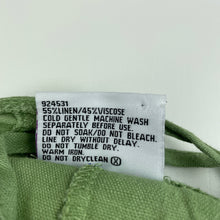 924531
55%LINEN/45%VISCOSE
COLD GENTLE MACHINE WASH
SEPARATELY BEFORE USE.
DO NOT SOAK/DO NOT BLEACH.
LINE DRY WITHOUT DELAY.
DO NOT TUMBLE DRY.
WARM IRON.
DO NOT DRYCLEAN Ⓧ